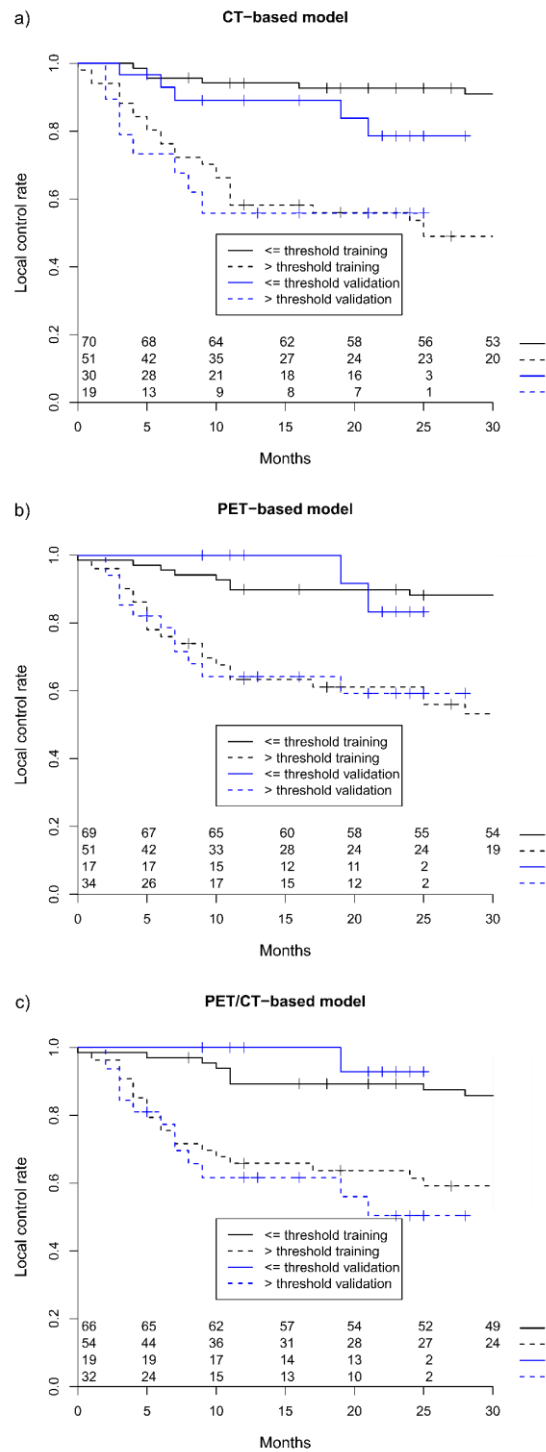 a)
CT−based model
Local control rate
1.0
0.8
0.6
0.4
0.2
0.0
<= threshold training
> threshold training
<= threshold validation
> threshold validation
70 68 64 62 58 56 53
51 42 35 27 24 23 20
30 28 21 18 16 3
19 13 9 8 7 1
0 5 10 15 20 25 30
Months
b)
PET−based model
Local control rate
1.0
0.8
0.6
0.4
0.2
0.0
<= threshold training
> threshold training
<= threshold validation
> threshold validation
69 67 65 60 58 55 54
51 42 33 28 24 24 19
17 17 15 12 11 2
34 26 17 15 12 2
0 5 10 15 20 25 30
Months
c)
PET/CT−based model
Local control rate
1.0
0.8
0.6
0.4
0.2
0.0
<= threshold training
> threshold training
<= threshold validation
> threshold validation
66 65 62 57 54 52 49
54 44 36 31 28 27 24
19 19 17 14 13 2
32 24 15 13 10 2
0 5 10 15 20 25 30
Months